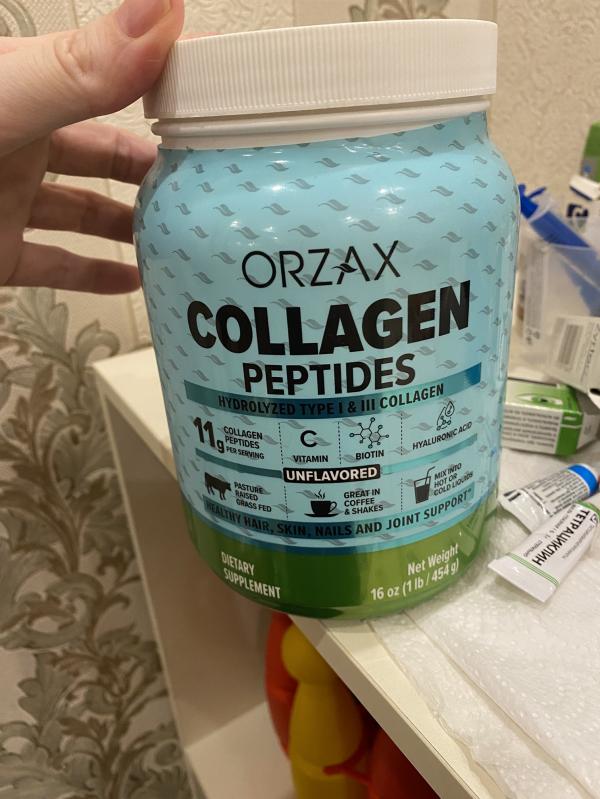 ORZAX
COLLAGEN
PEPTIDES
HYDROLYZED TYPE I & III COLLAGEN
11g COLLAGEN
PEPTIDES
PER SERVING
C
VITAMIN
BIOTIN
HYALURONIC ACID
UNFLAVORED
PASTURE
RAISED
GRASS FED
GREAT IN
COFFEE
& SHAKES
MIX INTO
HOT OR
COLD LIQUIDS
HEALTHY HAIR, SKIN, NAILS AND JOINT SUPPORT*
DIETARY
SUPPLEMENT
Net Weight
16 oz (1 lb / 454 g)
ТЕТРАЦИКЛИН